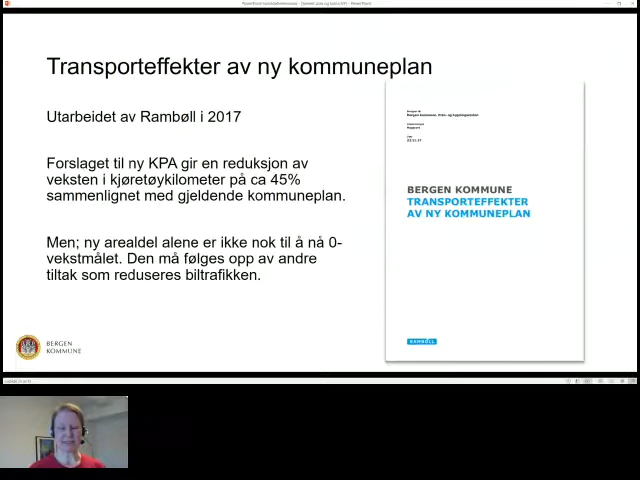 Transporteffekter av ny kommuneplan
Utarbeidet av Rambøll i 2017
Forslaget til ny KPA gir en reduksjon av
veksten i kjøretøykilometer på ca 45%
sammenlignet med gjeldende kommuneplan.
Men; ny arealdel alene er ikke nok til å nå 0-
vekstmålet. Den må følges opp av andre
tiltak som reduseres biltrafikken.
BERGEN
KOMMUNE
BERGEN KOMMUNE
TRANSPORTEFFEKTER
AV NY KOMMUNEPLAN
RAMBOLL